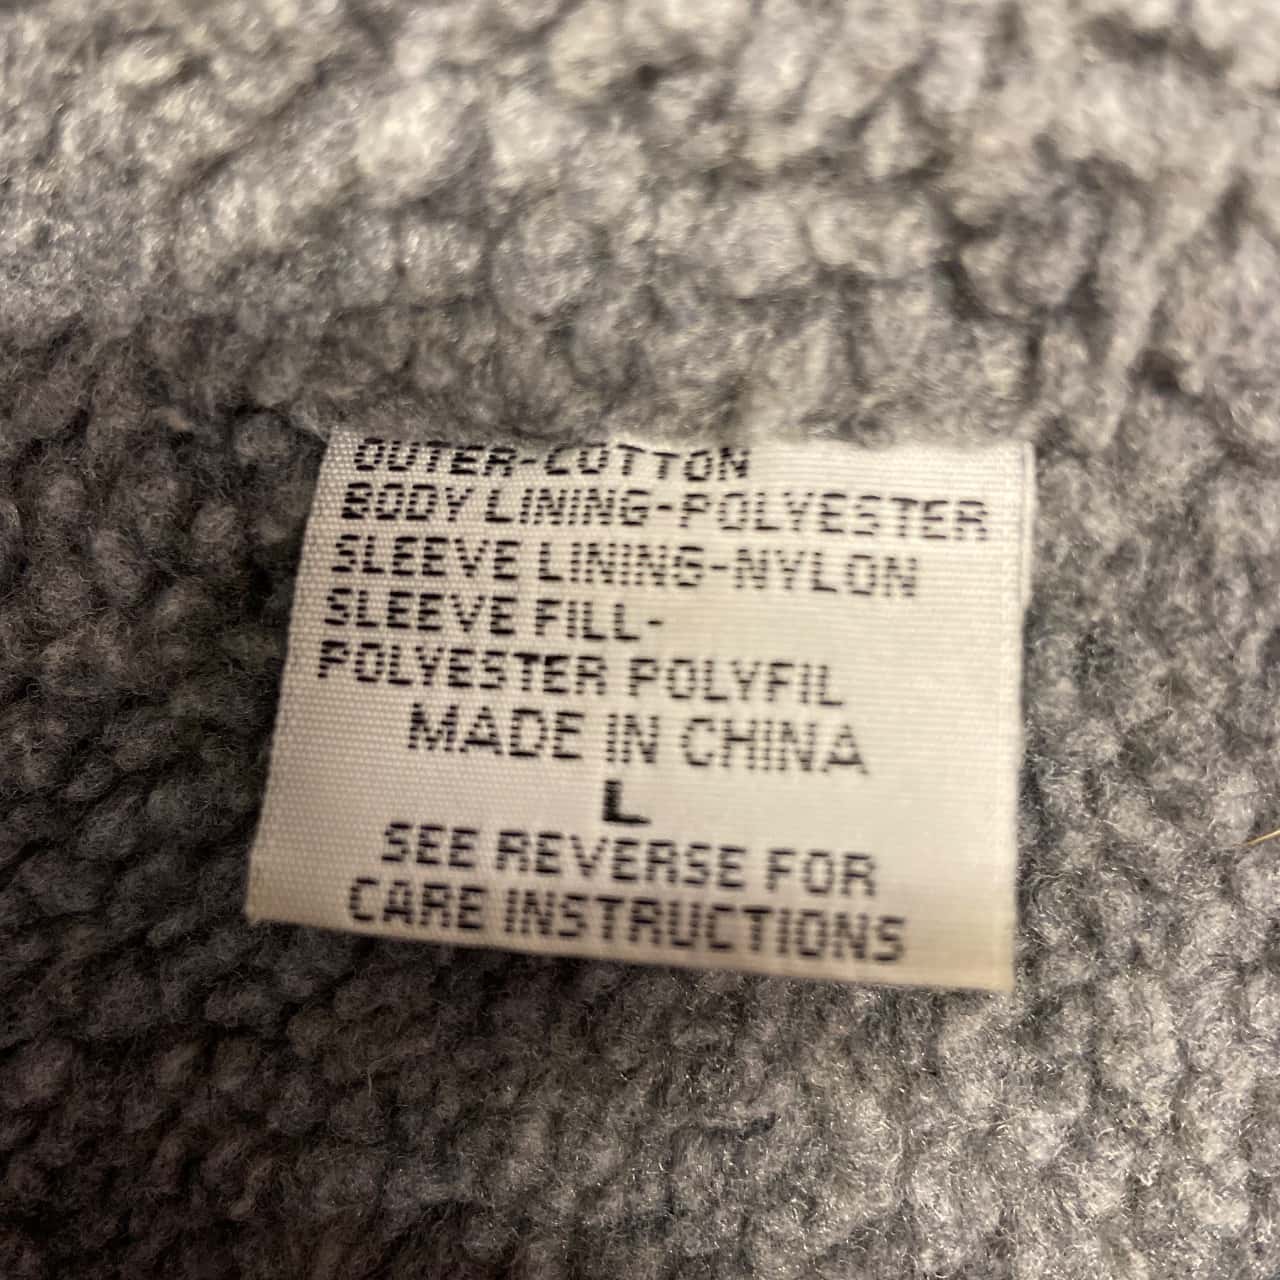 OUTER-COTTON
BODY LINING-POLYESTER
SLEEVE LINING-NYLON
SLEEVE FILL-
POLYESTER POLYFIL
MADE IN CHINA
L
SEE REVERSE FOR
CARE INSTRUCTIONS